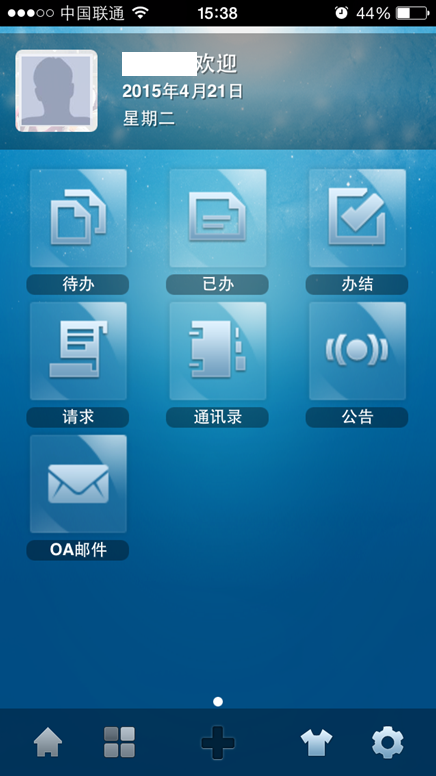 中国联通 15:38 44%
欢迎
2015年4月21日
星期二
待办 已办 办结
请求 通讯录 公告
OA邮件